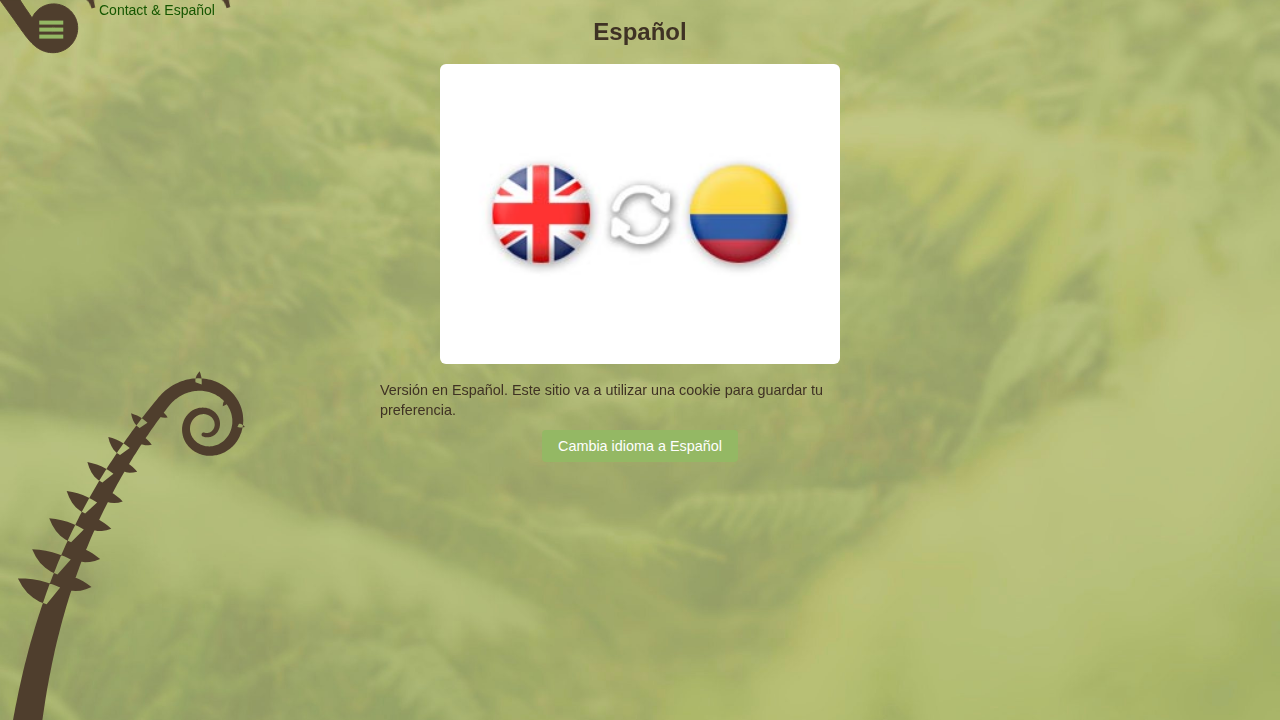 Contact & Español
Español
Versión en Español. Este sitio va a utilizar una cookie para guardar tu
preferencia.
Cambia idioma a Español